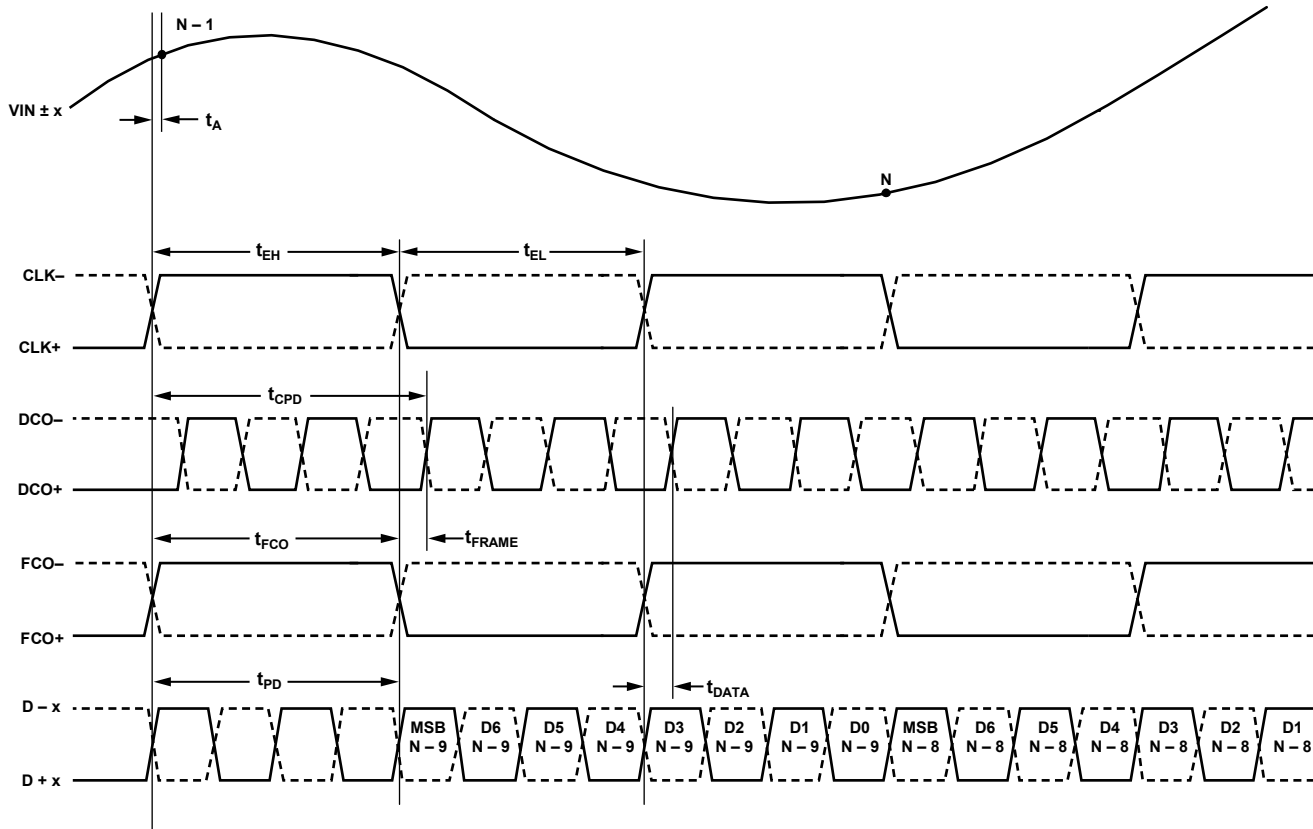 N – 1
VIN ± x
tA
N
tEH
tEL
CLK–
CLK+
tCPD
DCO–
DCO+
tFCO
tFRAME
FCO–
FCO+
tPD
tDATA
D – x
MSB D6 D5 D4 D3 D2 D1 D0 MSB D6 D5 D4 D3 D2 D1
N – 9 N – 9 N – 9 N – 9 N – 9 N – 9 N – 9 N – 9 N – 8 N – 8 N – 8 N – 8 N – 8 N – 8 N – 8
D + x